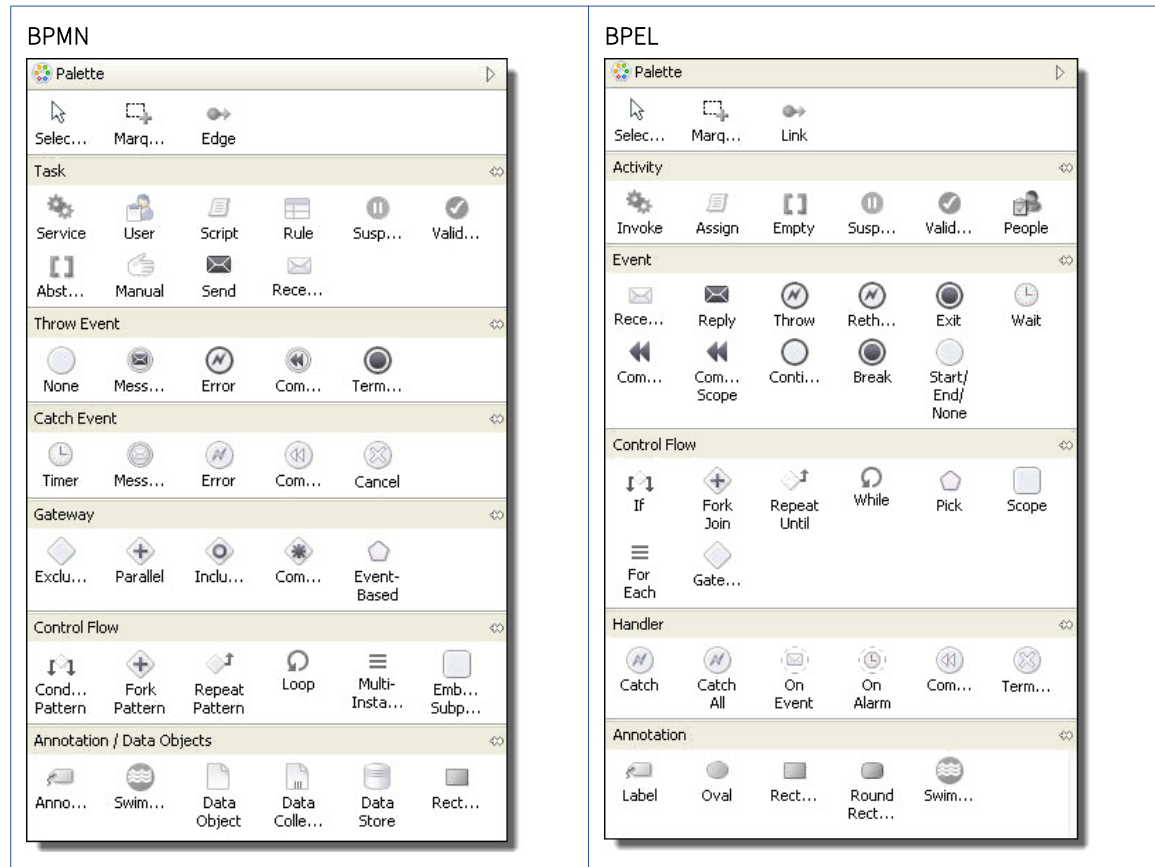 BPMN
Palette
Selec... Marq... Edge
Task
Service User Script Rule Susp... Valid...
Abst... Manual Send Rece...
Throw Event
None Mess... Error Com... Term...
Catch Event
Timer Mess... Error Com... Cancel
Gateway
Exclu... Parallel Inclu... Com... Event-
Based
Control Flow
Cond... Fork Repeat Loop Multi- Emb...
Pattern Pattern Pattern Insta... Subp...
Annotation / Data Objects
Anno... Swim... Data Data Data Rect...
Object Colle... Store
BPEL
Palette
Selec... Marq... Link
Activity
Invoke Assign Empty Susp... Valid... People
Event
Rece... Reply Throw Reth... Exit Wait
Com... Com... Conti... Break Start/
Scope End/
None
Control Flow
If Fork Repeat While Pick Scope
Join Until
For Gate...
Each
Handler
Catch Catch On On Com... Term...
All Event Alarm
Annotation
Label Oval Rect... Round Swim...
Rect...